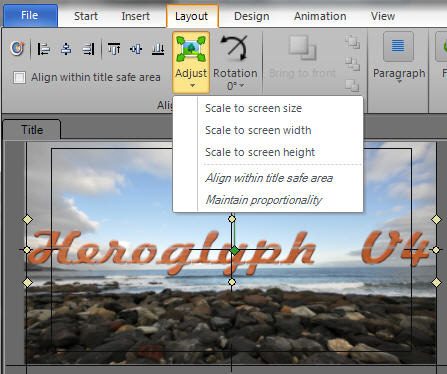 File Start Insert Layout Design Animation View
Align within title safe area
Adjust
Rotation
0°
Bring to front
Paragraph
Scale to screen size
Scale to screen width
Scale to screen height
Align within title safe area
Maintain proportionality
Title
Heroglyph V4